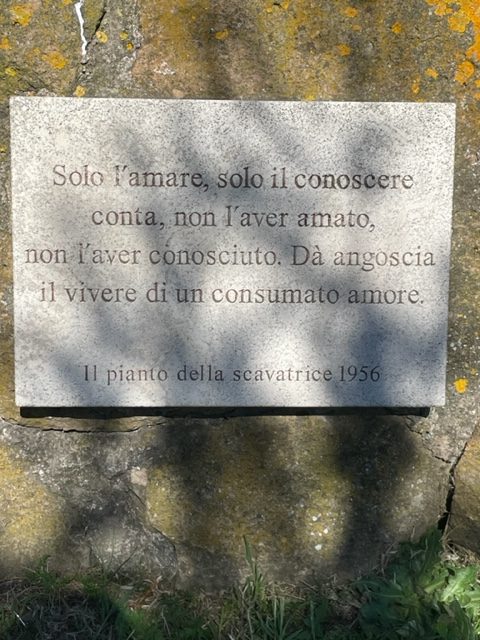 Solo l'amare, solo il conoscere
conta, non l'aver amato,
non l'aver conosciuto. Dà angoscia
il vivere di un consumato amore.
Il pianto della scavatrice 1956